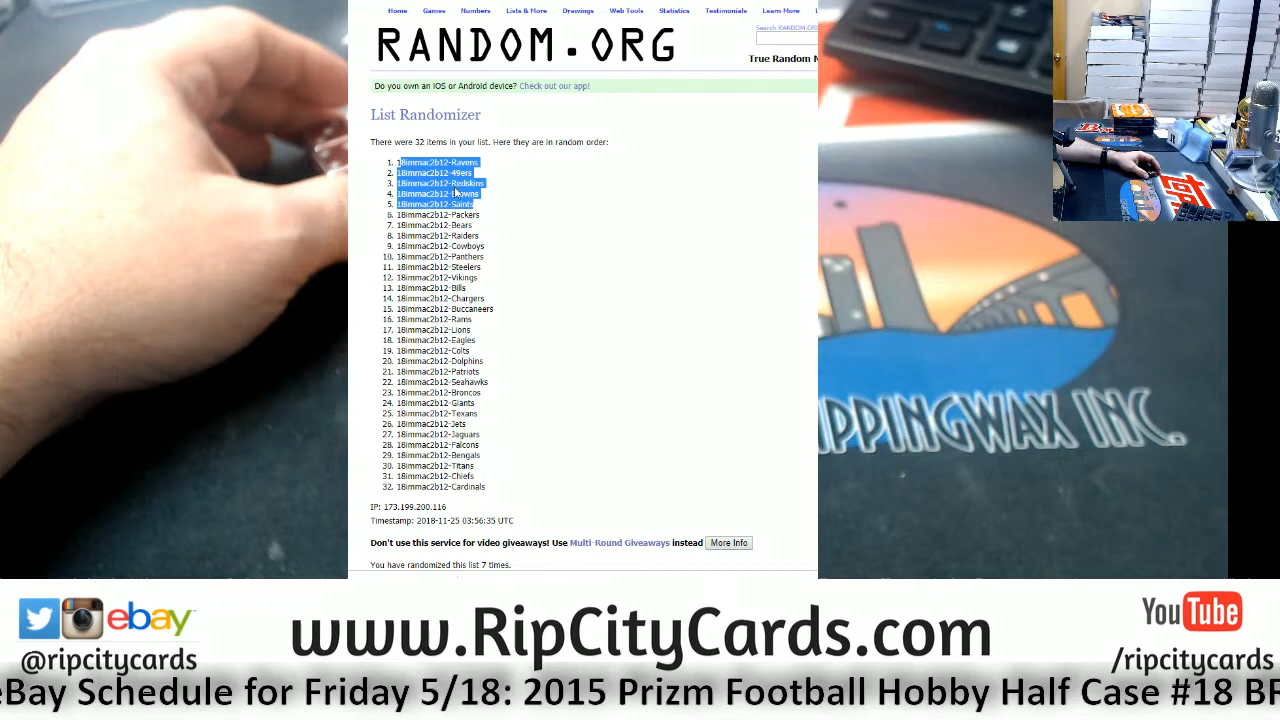 Home Games Numbers Lists & More Drawings Web Tools Statistics Testimonials Learn More
RANDOM.ORG
Search RANDOM.OR
True Random N
Do you own an iOS or Android device? Check out our app!
List Randomizer
There were 32 items in your list. Here they are in random order:
1. 18immac2b12-Ravens
2. 18immac2b12-49ers
3. 18immac2b12-Redskins
4. 18immac2b12-Browns
5. 18immac2b12-Saints
6. 18immac2b12-Packers
7. 18immac2b12-Bears
8. 18immac2b12-Raiders
9. 18immac2b12-Cowboys
10. 18immac2b12-Panthers
11. 18immac2b12-Steelers
12. 18immac2b12-Vikings
13. 18immac2b12-Bills
14. 18immac2b12-Chargers
15. 18immac2b12-Buccaneers
16. 18immac2b12-Rams
17. 18immac2b12-Lions
18. 18immac2b12-Eagles
19. 18immac2b12-Colts
20. 18immac2b12-Dolphins
21. 18immac2b12-Patriots
22. 18immac2b12-Seahawks
23. 18immac2b12-Broncos
24. 18immac2b12-Giants
25. 18immac2b12-Texans
26. 18immac2b12-Jets
27. 18immac2b12-Jaguars
28. 18immac2b12-Falcons
29. 18immac2b12-Bengals
30. 18immac2b12-Titans
31. 18immac2b12-Chiefs
32. 18immac2b12-Cardinals
IP: 173.199.200.116
Timestamp: 2018-11-25 03:56:35 UTC
Don't use this service for video giveaways! Use Multi-Round Giveaways instead More Info
You have randomized this list 7 times.
IPPINGWAX INC.
ebay
@ripcitycards
www.RipCityCards.com
YouTube
/ripcitycards
eBay Schedule for Friday 5/18: 2015 Prizm Football Hobby Half Case #18 BR